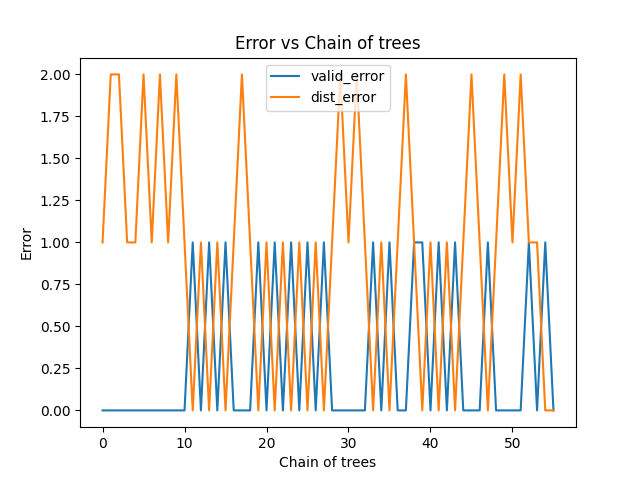 Error vs Chain of trees
valid_error
dist_error
2.00
1.75
1.50
1.25
1.00
0.75
0.50
0.25
0.00
Error
0 10 20 30 40 50
Chain of trees